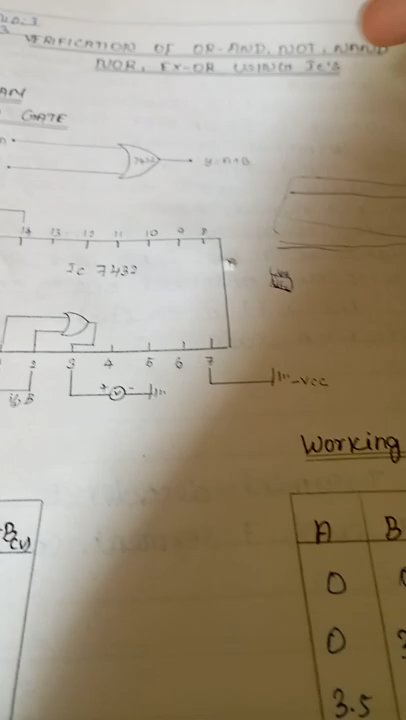 VERIFICATION OF OR-AND, NOT, NAND
NOR, EX-OR USING IC'S
GATE
7432
y=A+B
14 13 12 11 10 9 8
IC 7432
2 3 4 5 6 7
+ V -
-VCC
B
Working
B(V)
A B
0
0
3.5